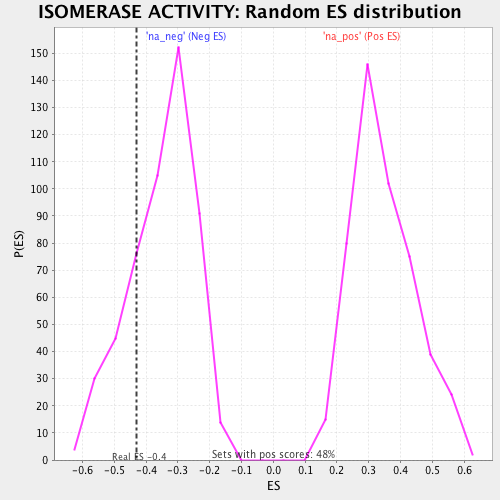 ISOMERASE ACTIVITY: Random ES distribution
'na_neg' (Neg ES) 'na_pos' (Pos ES)
150
140
130
120
110
100
90
80
70
60
50
40
30
20
10
0
P(ES)
Real ES -0.4 Sets with pos scores: 48%
-0.6 -0.5 -0.4 -0.3 -0.2 -0.1 0.0 0.1 0.2 0.3 0.4 0.5 0.6
ES